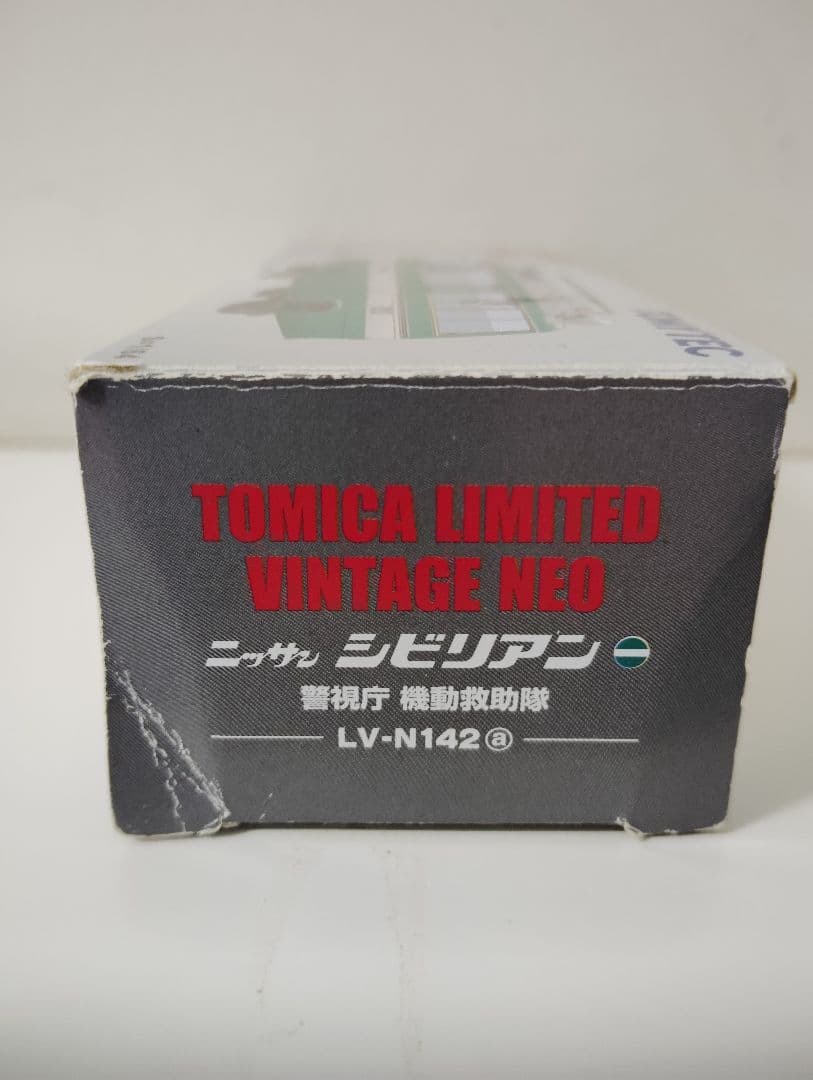 TOMICA LIMITED
VINTAGE NEO
ニッサン シビリアン
警視庁 機動救助隊
LV-N142ⓐ